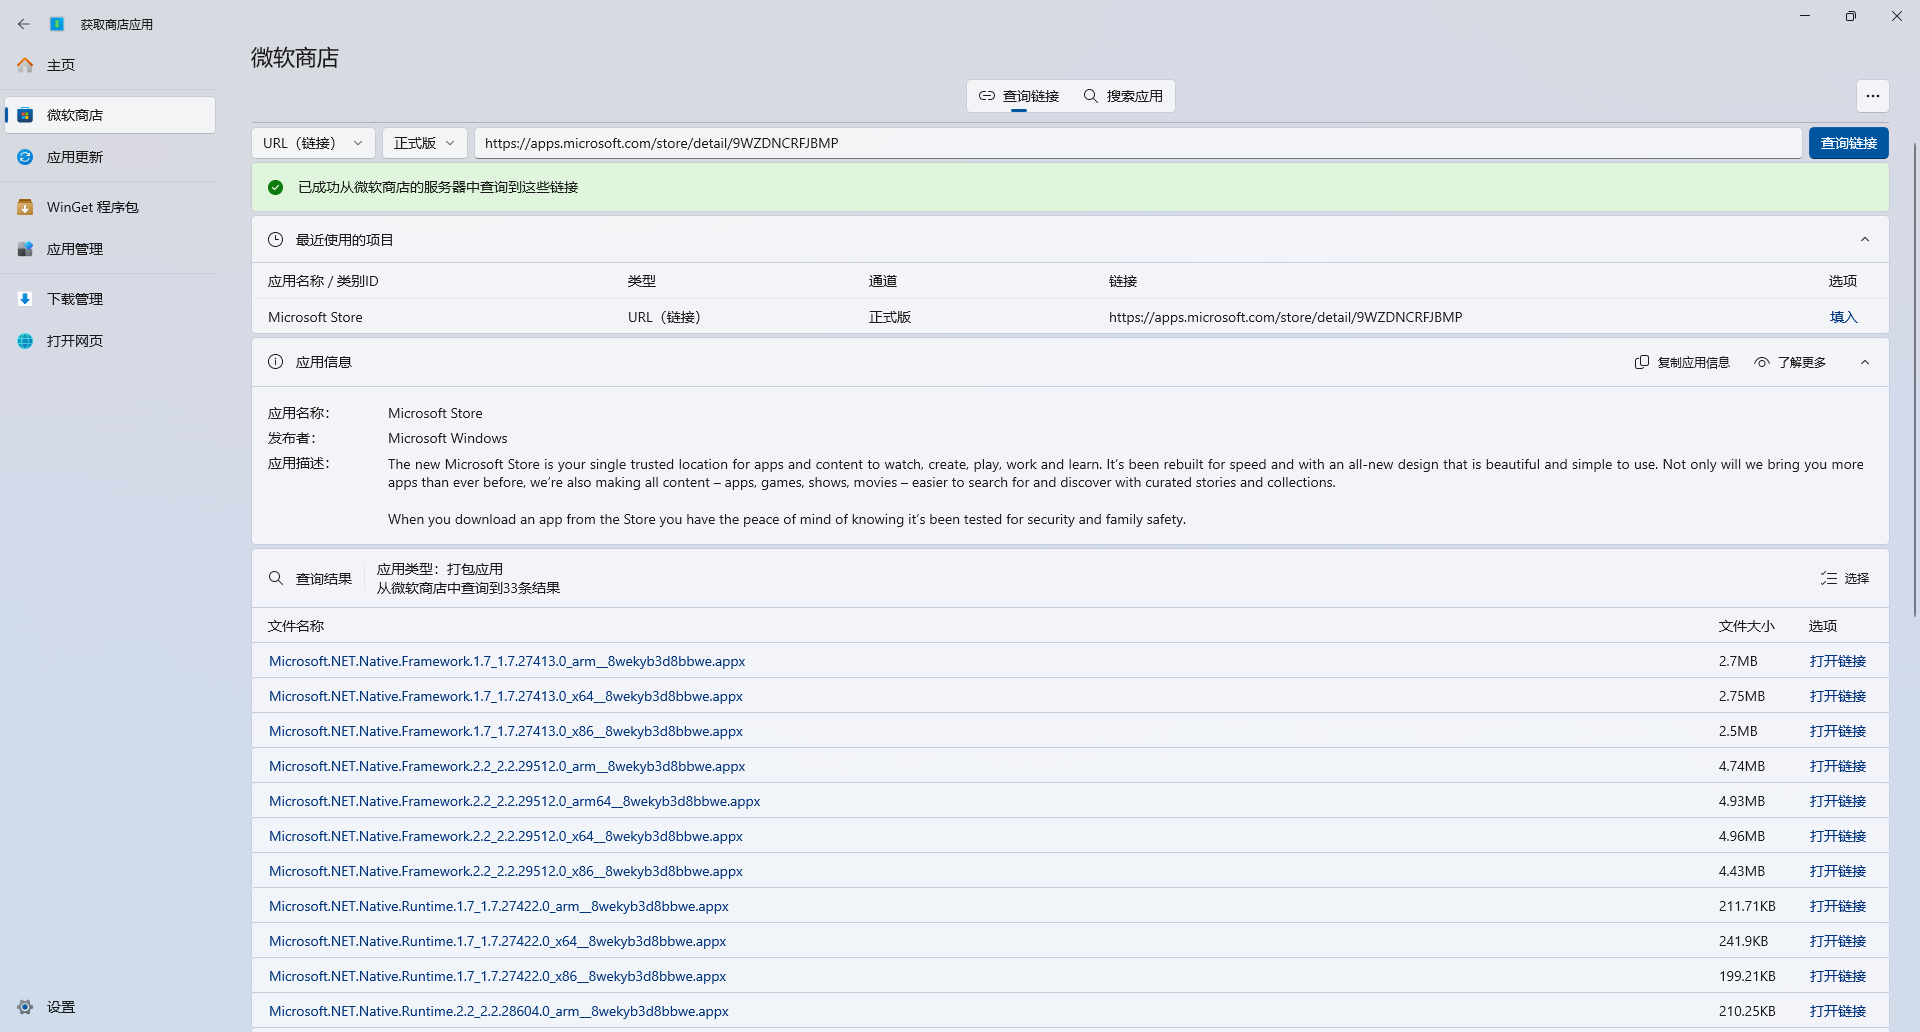 获取商店应用
主页
微软商店
应用更新
WinGet 程序包
应用管理
下载管理
打开网页
设置
微软商店
查询链接
搜索应用
URL（链接）
正式版
https://apps.microsoft.com/store/detail/9WZDNCRFJBMP
查询链接
已成功从微软商店的服务器中查询到这些链接
最近使用的项目
应用名称 / 类别ID 类型 通道 链接 选项
Microsoft Store URL（链接） 正式版 https://apps.microsoft.com/store/detail/9WZDNCRFJBMP 填入
应用信息 复制应用信息 了解更多
应用名称： Microsoft Store
发布者： Microsoft Windows
应用描述： The new Microsoft Store is your single trusted location for apps and content to watch, create, play, work and learn. It’s been rebuilt for speed and with an all-new design that is beautiful and simple to use. Not only will we bring you more
apps than ever before, we’re also making all content – apps, games, shows, movies – easier to search for and discover with curated stories and collections.
When you download an app from the Store you have the peace of mind of knowing it’s been tested for security and family safety.
查询结果
应用类型：打包应用
从微软商店中查询到33条结果
选择
文件名称 文件大小 选项
Microsoft.NET.Native.Framework.1.7_1.7.27413.0_arm__8wekyb3d8bbwe.appx 2.7MB 打开链接
Microsoft.NET.Native.Framework.1.7_1.7.27413.0_x64__8wekyb3d8bbwe.appx 2.75MB 打开链接
Microsoft.NET.Native.Framework.1.7_1.7.27413.0_x86__8wekyb3d8bbwe.appx 2.5MB 打开链接
Microsoft.NET.Native.Framework.2.2_2.2.29512.0_arm__8wekyb3d8bbwe.appx 4.74MB 打开链接
Microsoft.NET.Native.Framework.2.2_2.2.29512.0_arm64__8wekyb3d8bbwe.appx 4.93MB 打开链接
Microsoft.NET.Native.Framework.2.2_2.2.29512.0_x64__8wekyb3d8bbwe.appx 4.96MB 打开链接
Microsoft.NET.Native.Framework.2.2_2.2.29512.0_x86__8wekyb3d8bbwe.appx 4.43MB 打开链接
Microsoft.NET.Native.Runtime.1.7_1.7.27422.0_arm__8wekyb3d8bbwe.appx 211.71KB 打开链接
Microsoft.NET.Native.Runtime.1.7_1.7.27422.0_x64__8wekyb3d8bbwe.appx 241.9KB 打开链接
Microsoft.NET.Native.Runtime.1.7_1.7.27422.0_x86__8wekyb3d8bbwe.appx 199.21KB 打开链接
Microsoft.NET.Native.Runtime.2.2_2.2.28604.0_arm__8wekyb3d8bbwe.appx 210.25KB 打开链接